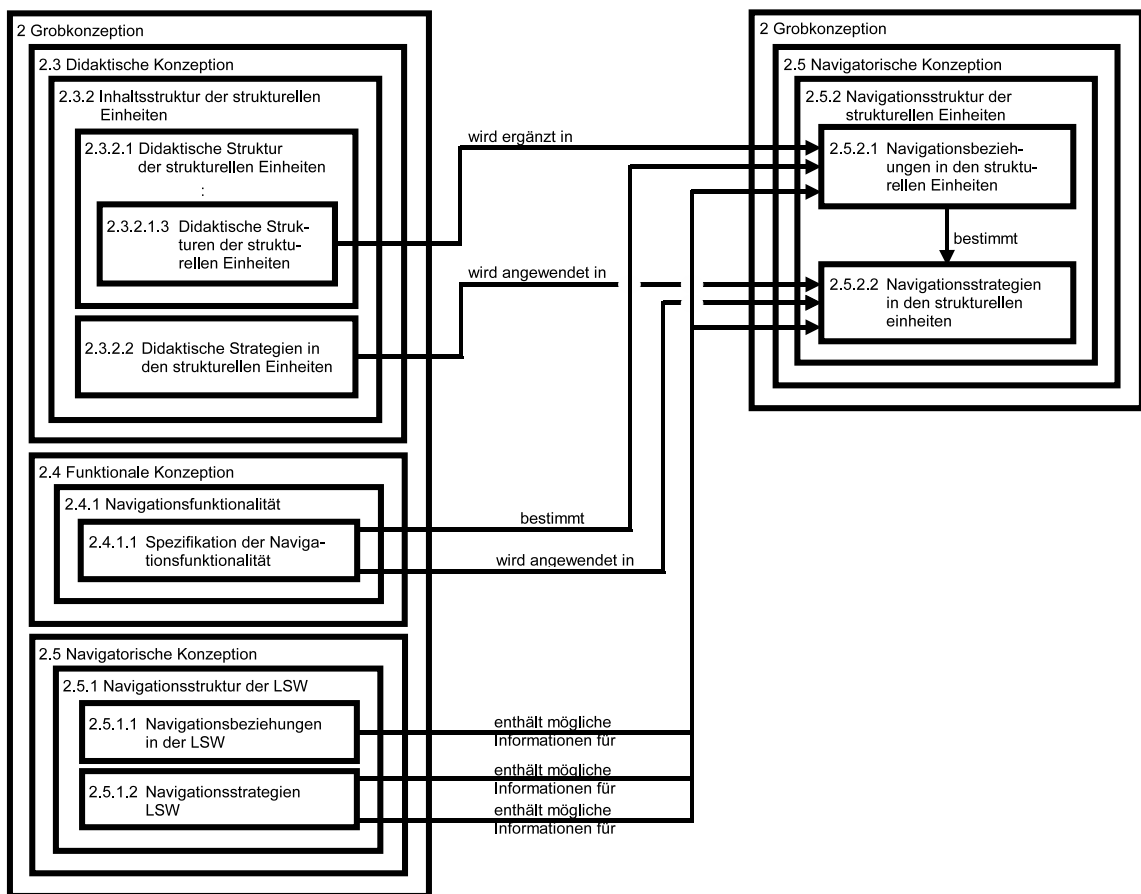 2 Grobkonzeption
2.3 Didaktische Konzeption
2.3.2 Inhaltsstruktur der strukturellen
Einheiten
2.3.2.1 Didaktische Struktur
der strukturellen Einheiten
:
2.3.2.1.3 Didaktische Struk-
turen der struktu-
rellen Einheiten
2.3.2.2 Didaktische Strategien in
den strukturellen Einheiten
2.4 Funktionale Konzeption
2.4.1 Navigationsfunktionalität
2.4.1.1 Spezifikation der Naviga-
tionsfunktionalität
2.5 Navigatorische Konzeption
2.5.1 Navigationsstruktur der LSW
2.5.1.1 Navigationsbeziehungen
in der LSW
2.5.1.2 Navigationsstrategien
LSW
wird ergänzt in
wird angewendet in
bestimmt
wird angewendet in
enthält mögliche
Informationen für
enthält mögliche
Informationen für
enthält mögliche
Informationen für
2 Grobkonzeption
2.5 Navigatorische Konzeption
2.5.2 Navigationsstruktur der
strukturellen Einheiten
2.5.2.1 Navigationsbezieh-
ungen in den struktu-
rellen Einheiten
bestimmt
2.5.2.2 Navigationsstrategien
in den strukturellen
einheiten